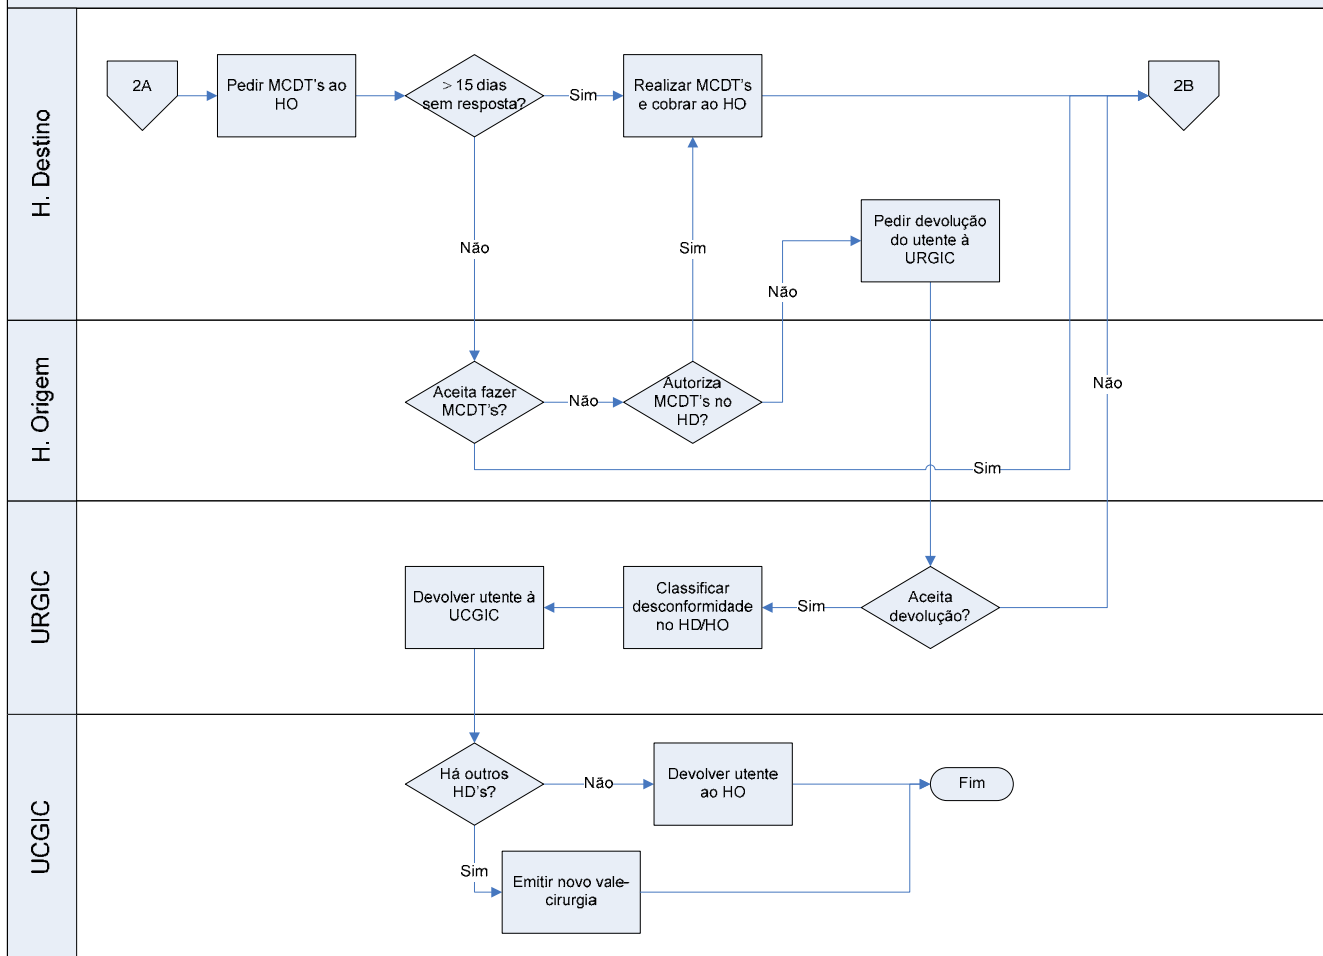 H. Destino
2A
Pedir MCDT's ao
HO
> 15 dias
sem resposta?
Sim
Realizar MCDT's
e cobrar ao HO
2B
Não
Sim
Pedir devolução
do utente à
URGIC
Não
H. Origem
Aceita fazer
MCDT's?
Não
Autoriza
MCDT's no
HD?
Não
Sim
URGIC
Devolver utente à
UCGIC
Classificar
desconformidade
no HD/HO
Sim
Aceita
devolução?
UCGIC
Há outros
HD's?
Não
Devolver utente
ao HO
Fim
Sim
Emitir novo vale-
cirurgia